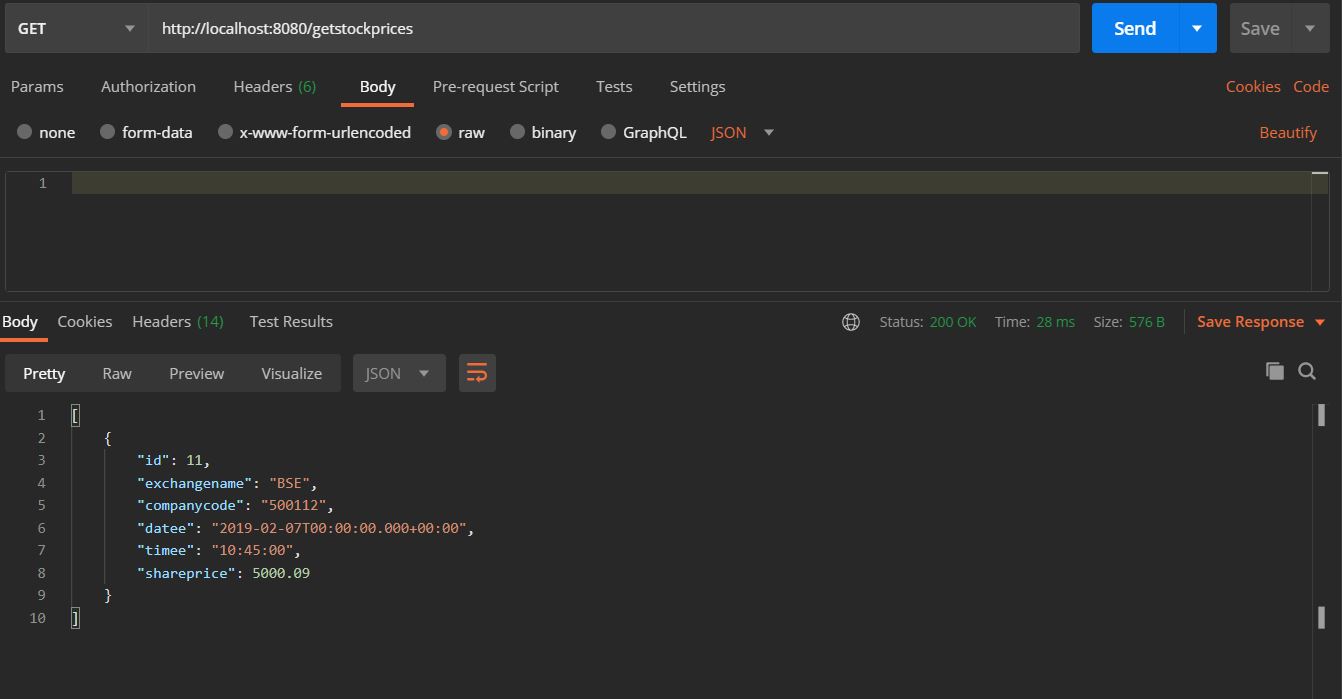 GET http://localhost:8080/getstockprices Send Save
Params Authorization Headers (6) Body Pre-request Script Tests Settings Cookies Code
none form-data x-www-form-urlencoded raw binary GraphQL JSON Beautify
1
Body Cookies Headers (14) Test Results Status: 200 OK Time: 28 ms Size: 576 B Save Response
Pretty Raw Preview Visualize JSON
1 [
2 {
3 "id": 11,
4 "exchangename": "BSE",
5 "companycode": "500112",
6 "datee": "2019-02-07T00:00:00.000+00:00",
7 "timee": "10:45:00",
8 "shareprice": 5000.09
9 }
10 ]